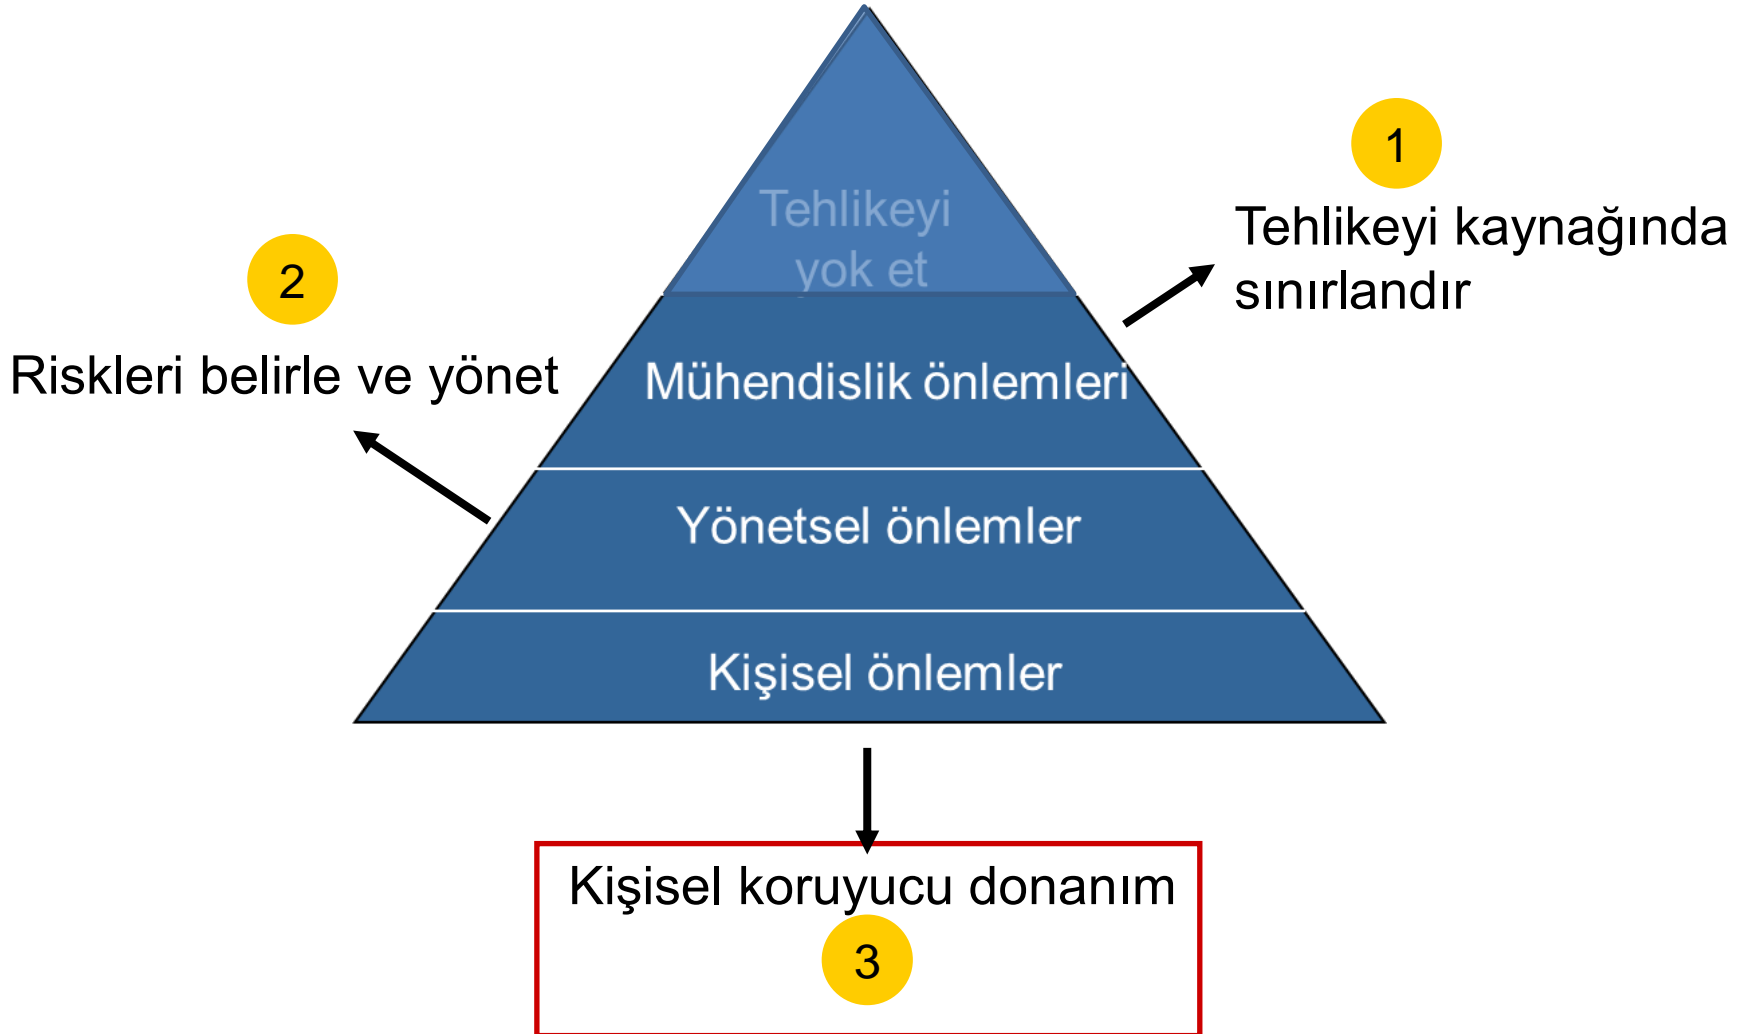 Tehlikeyi
yok et
1
Tehlikeyi kaynağında
sınırlandır
2
Riskleri belirle ve yönet
Mühendislik önlemleri
Yönetsel önlemler
Kişisel önlemler
Kişisel koruyucu donanım
3